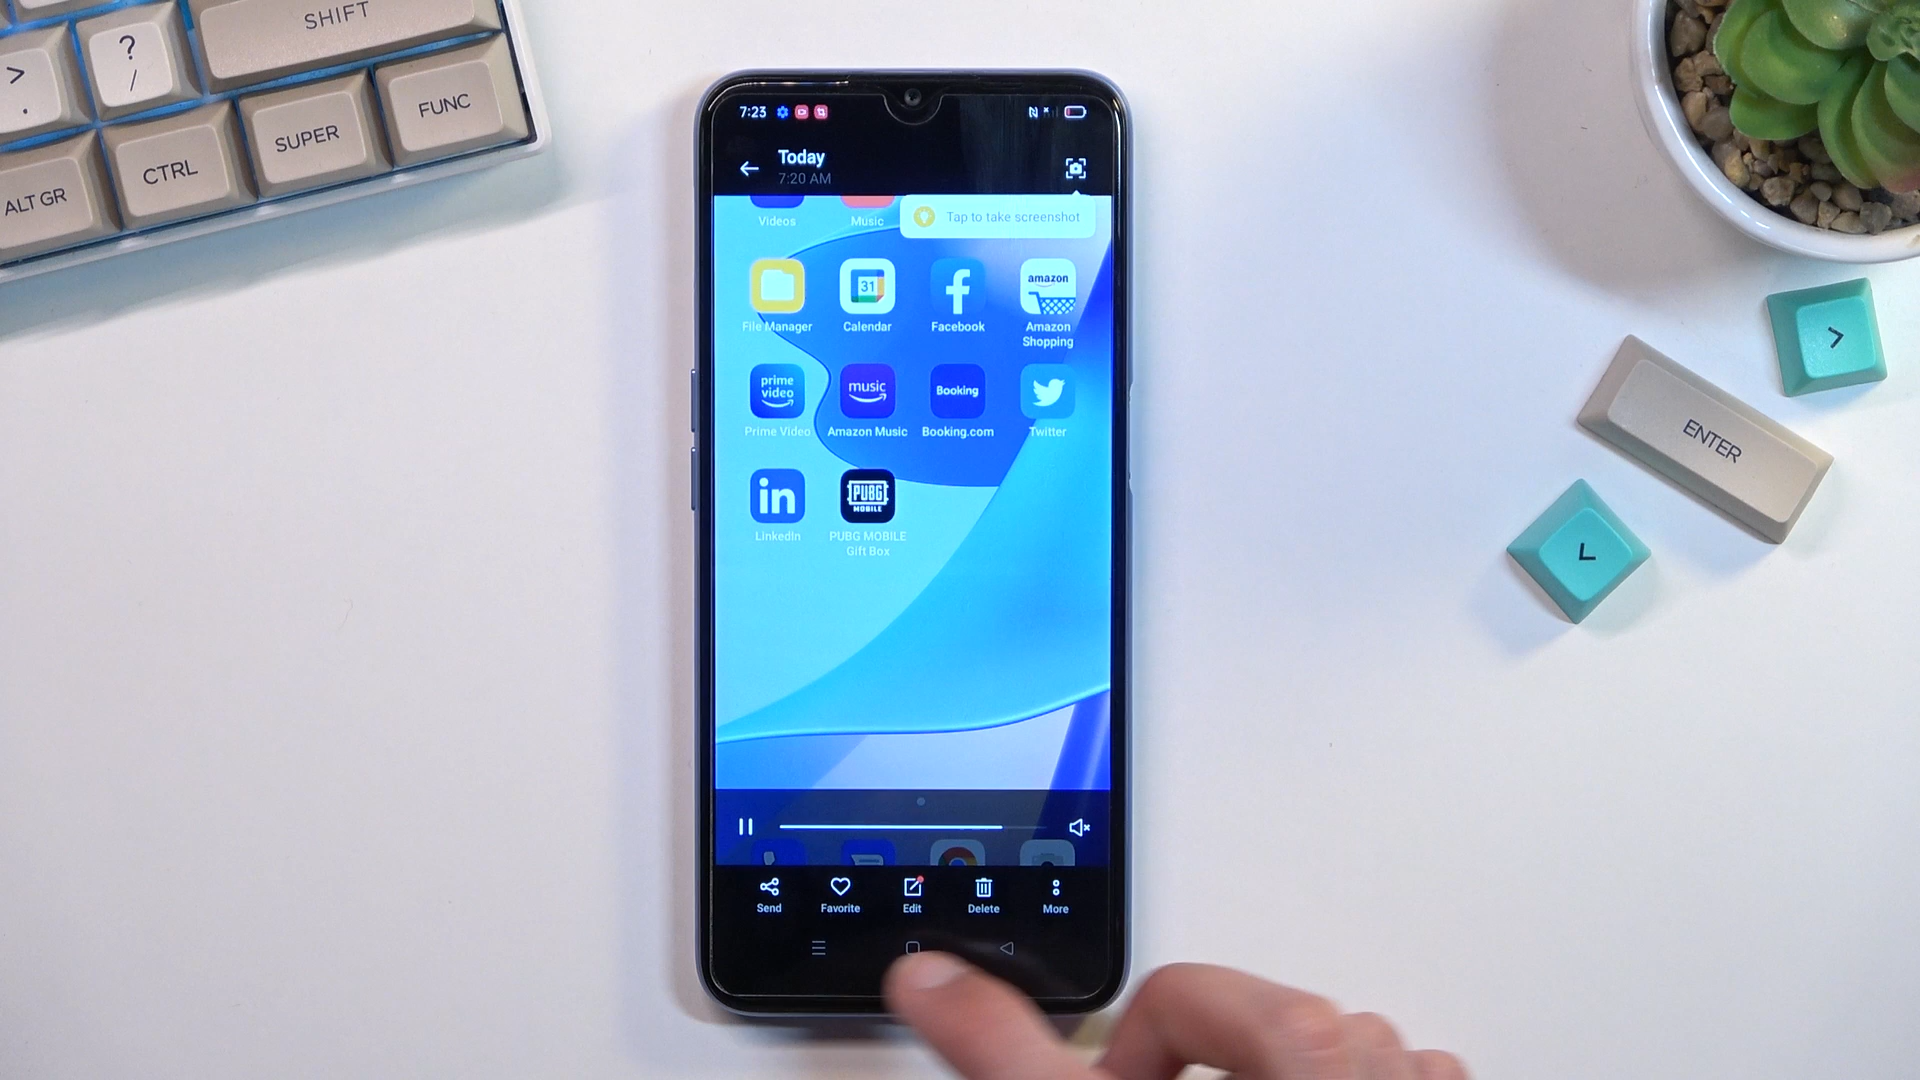 SHIFT
?
/
>
.
FUNC
SUPER
CTRL
ALT GR
7:23
Today
7:20 AM
Tap to take screenshot
Videos
Music
31
amazon
File Manager
Calendar
Facebook
Amazon
Shopping
prime
video
music
Booking
Prime Video
Amazon Music
Booking.com
Twitter
in
PUBG
MOBILE
LinkedIn
PUBG MOBILE
Gift Box
Send
Favorite
Edit
Delete
More
>
ENTER
<